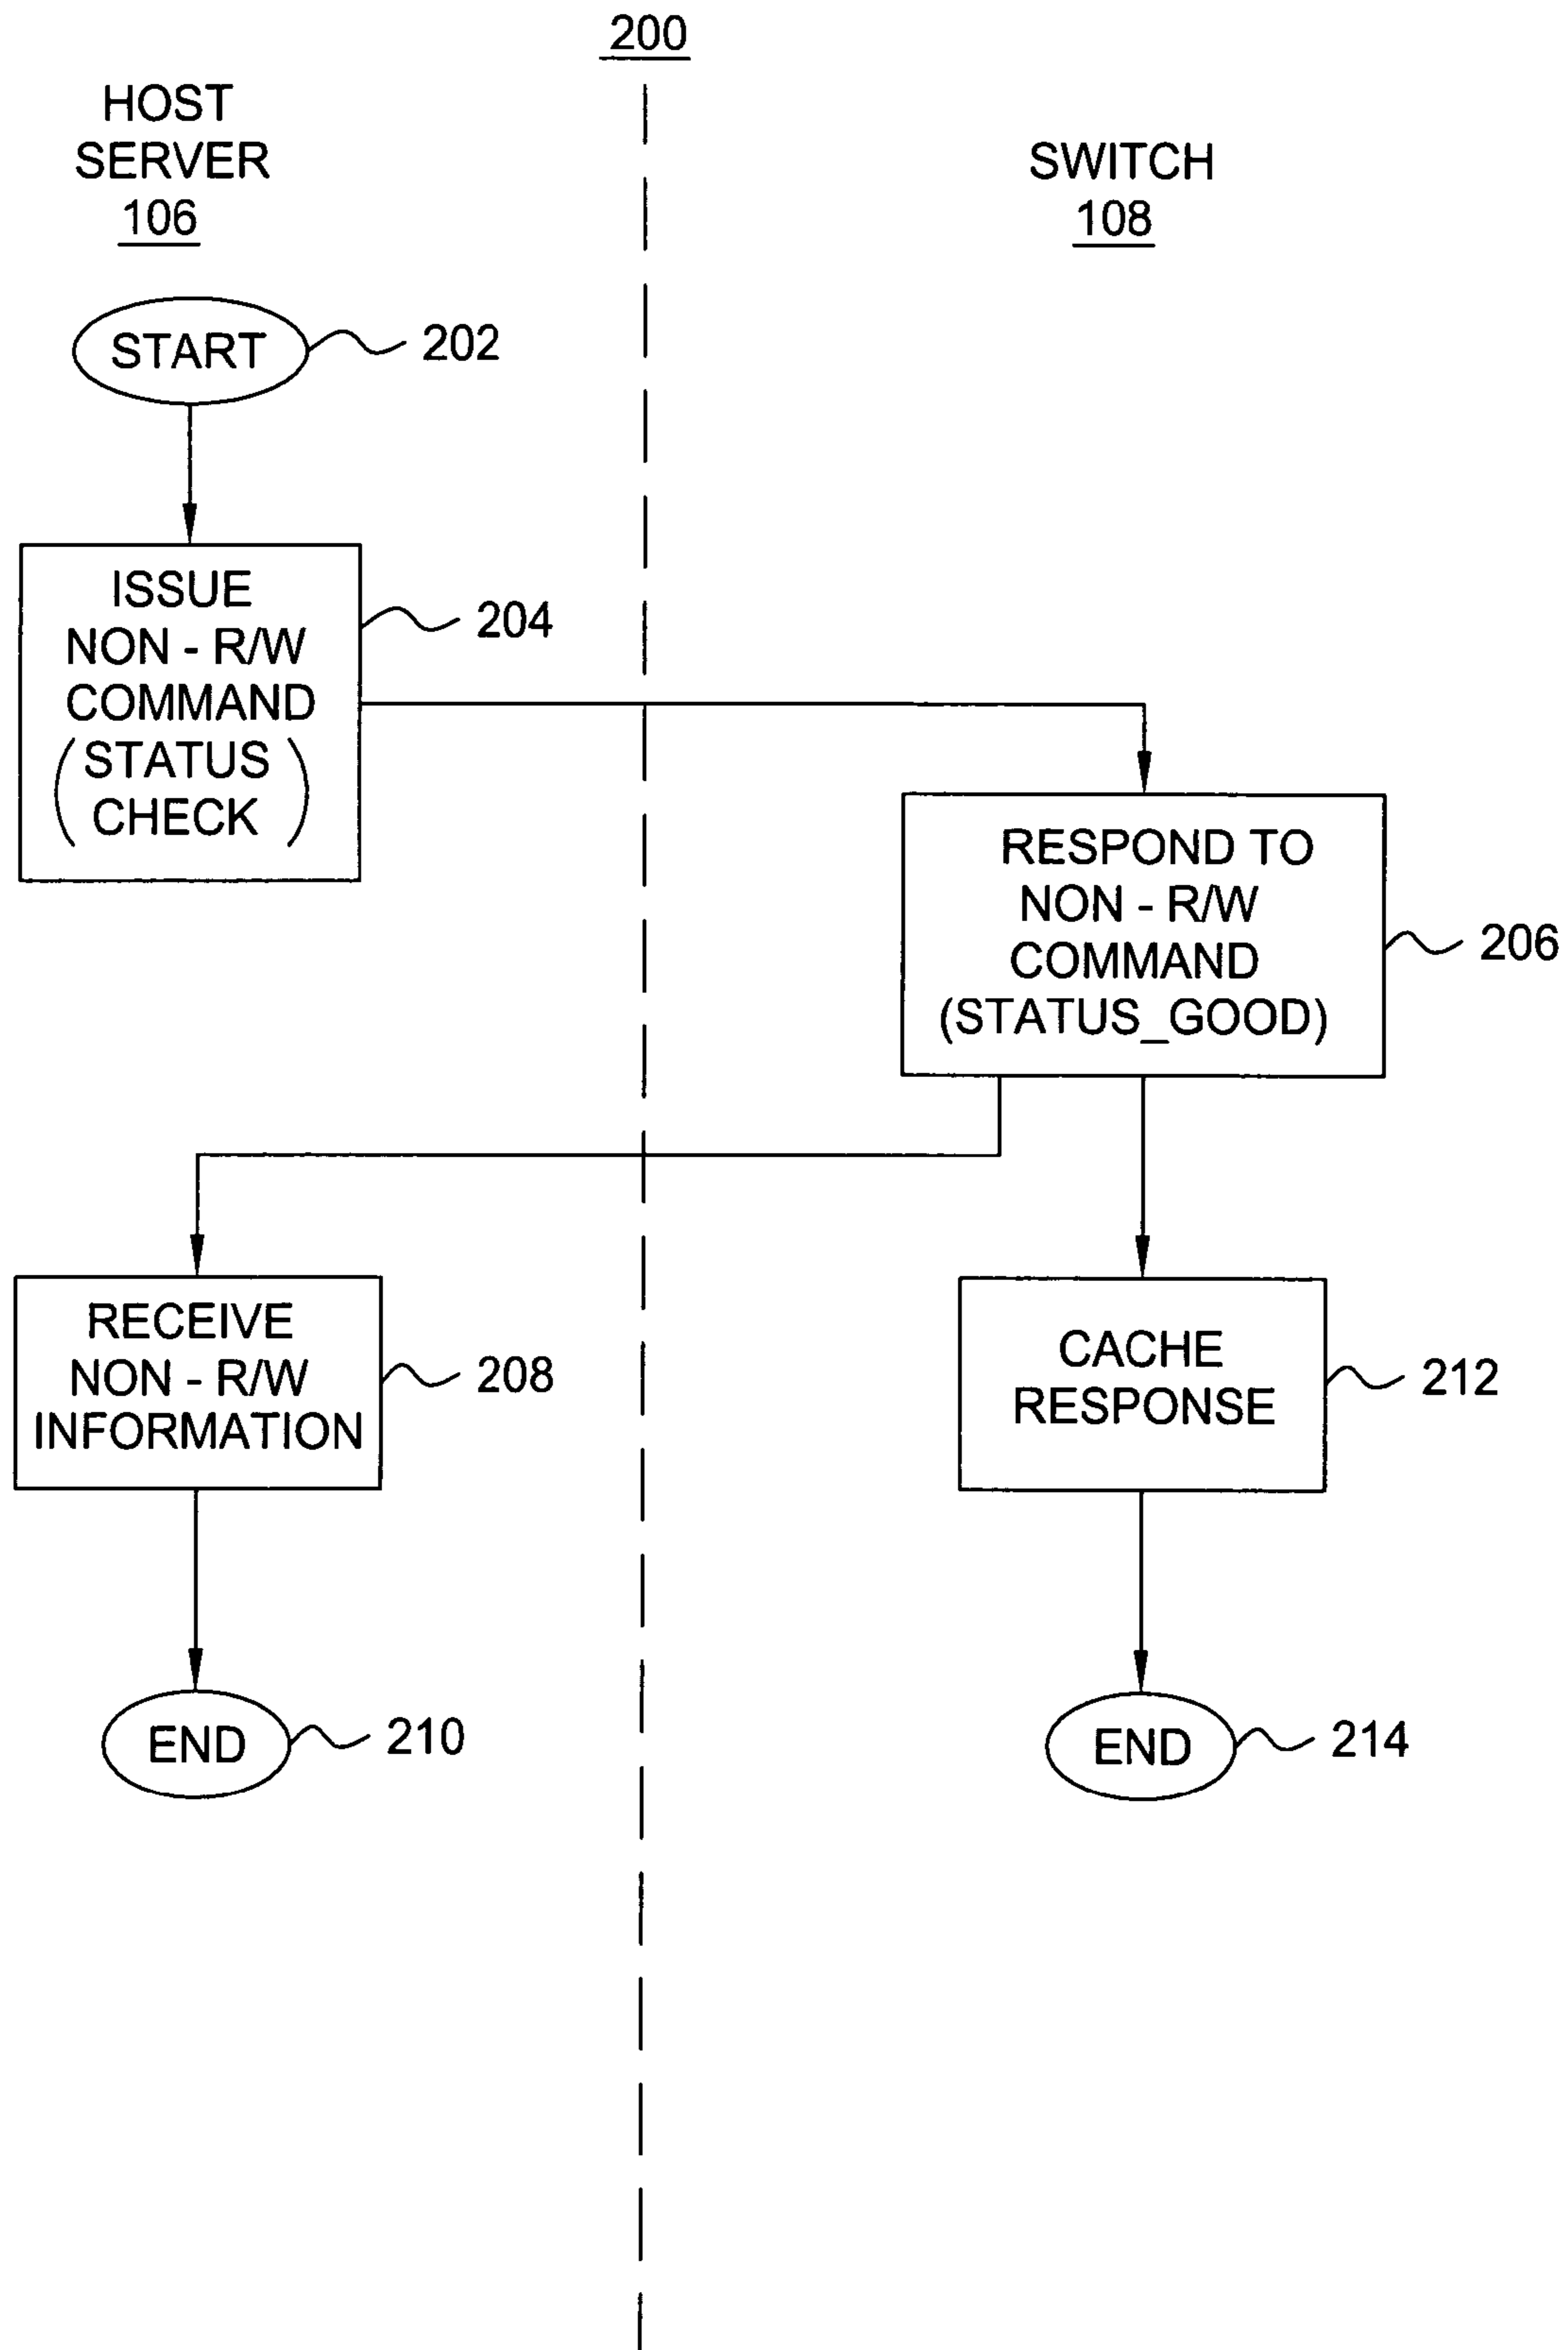 200
HOST
SERVER
106
SWITCH
108
START
202
ISSUE
NON - R/W
COMMAND
(STATUS
CHECK)
204
RESPOND TO
NON - R/W
COMMAND
(STATUS_GOOD)
206
RECEIVE
NON - R/W
INFORMATION
208
CACHE
RESPONSE
212
END
210
END
214